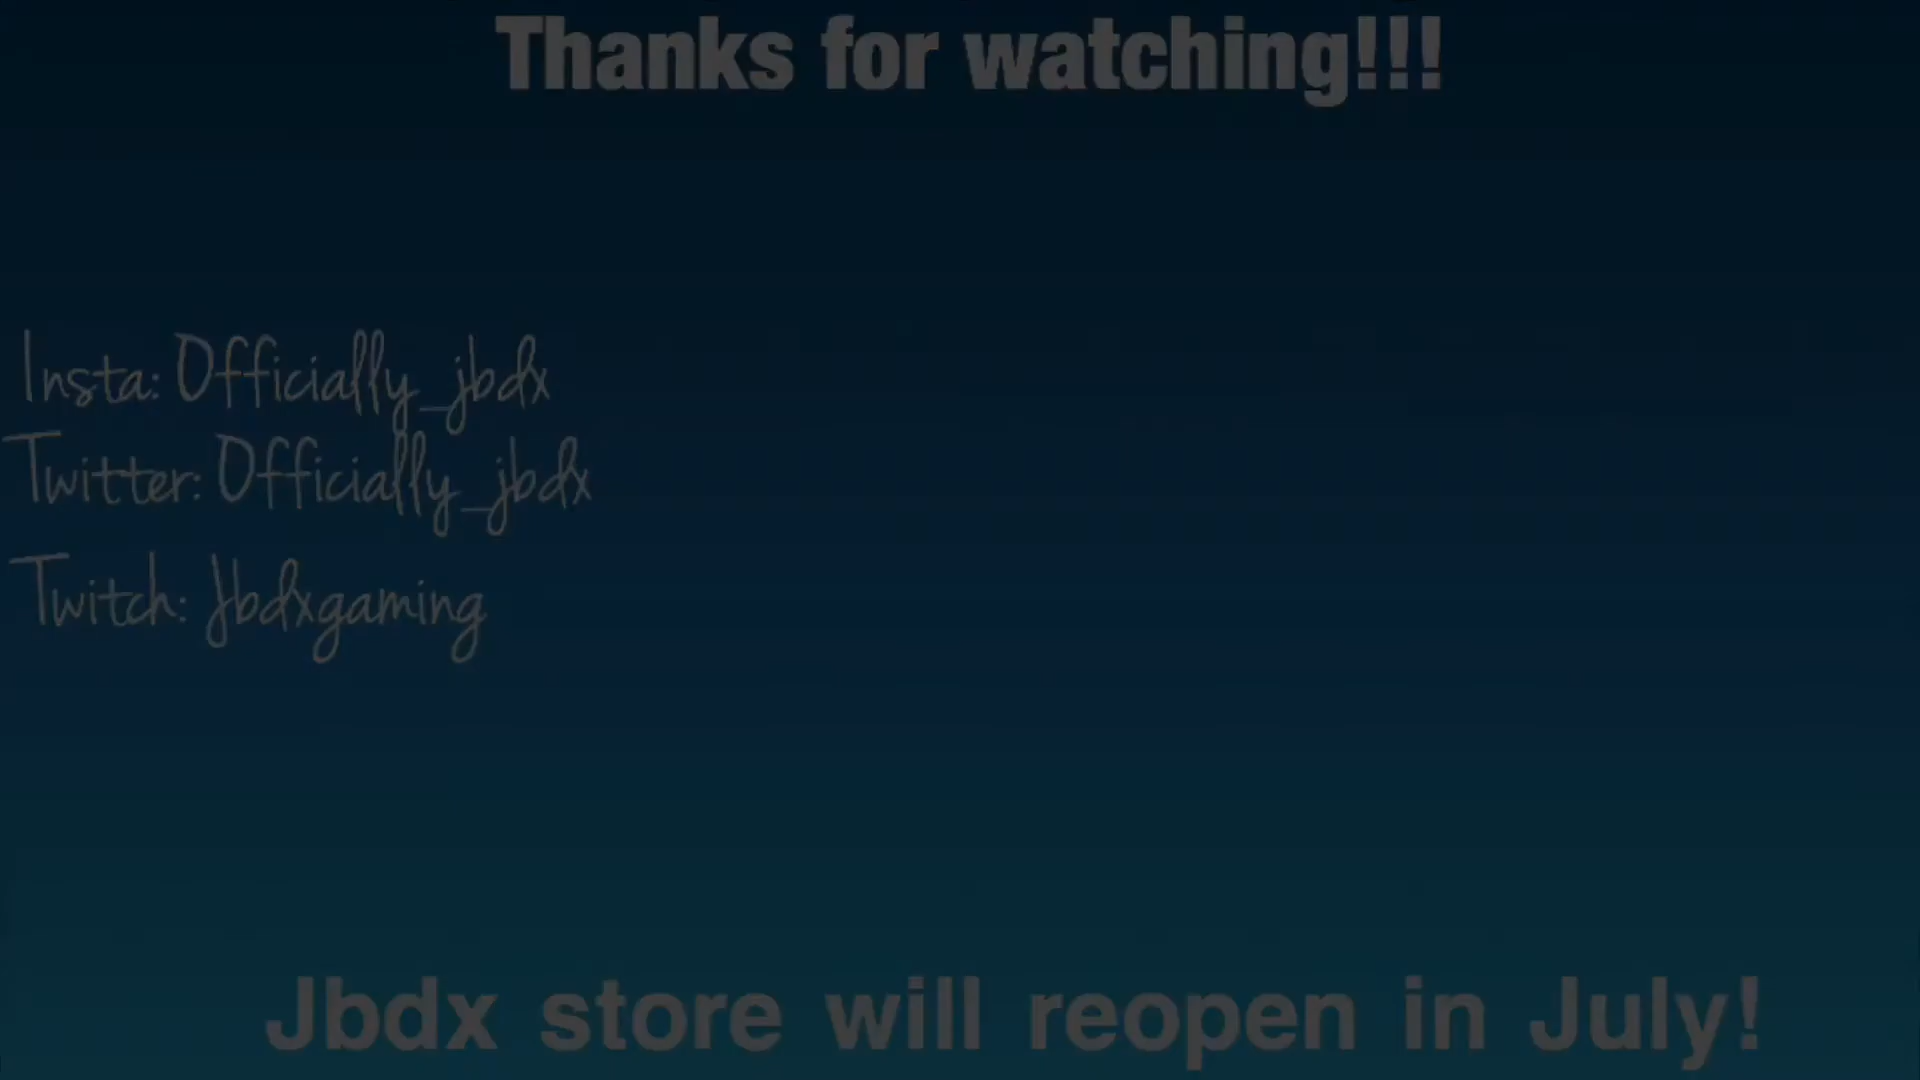 Thanks for watching!!!
Insta: Officially_jbdx
Twitter: Officially_jbdx
Twitch: Jbdxgaming
Jbdx store will reopen in July!